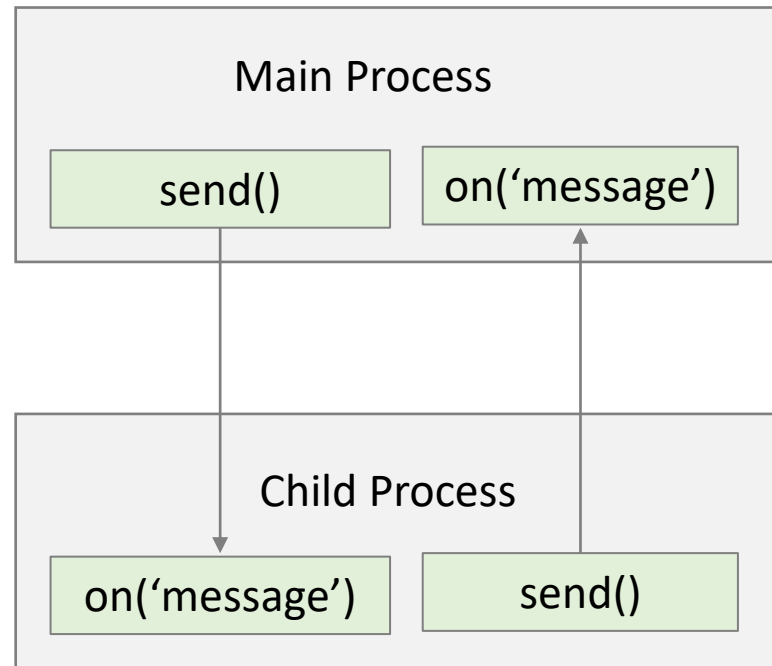 Main Process
send()
on(‘message’)
Child Process
on(‘message’)
send()